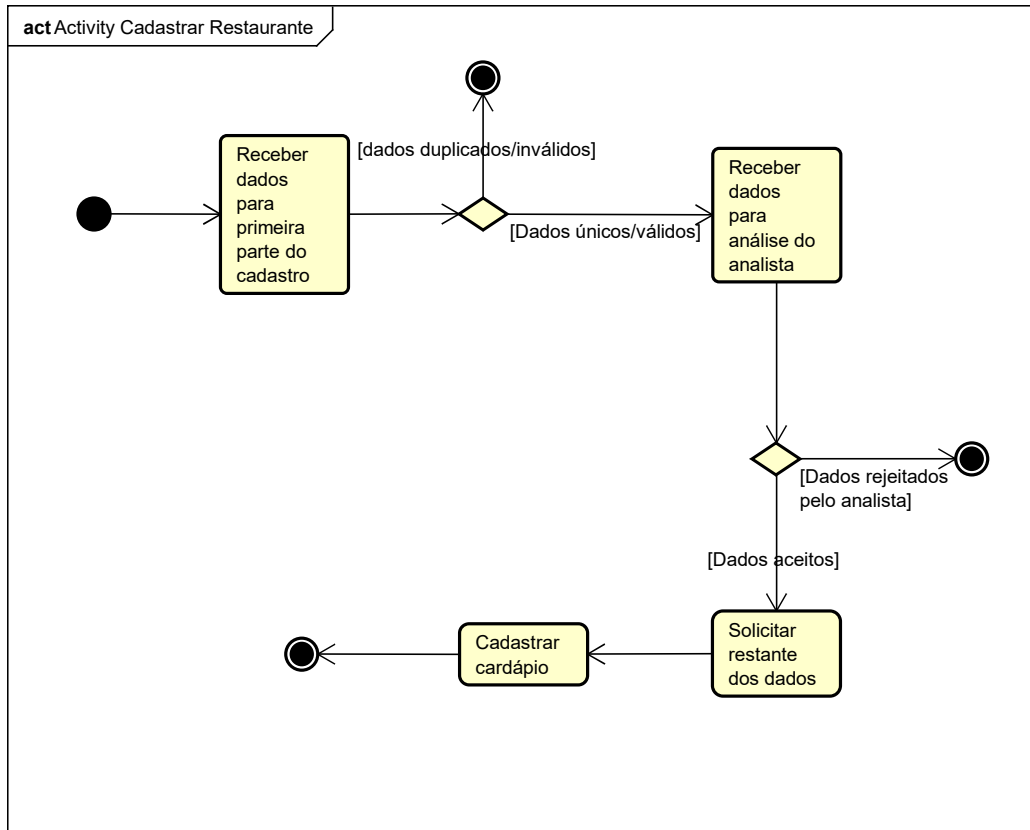 act Activity Cadastrar Restaurante
Receber
dados
para
primeira
parte do
cadastro
[dados duplicados/inválidos]
[Dados únicos/válidos]
Receber
dados
para
análise do
analista
[Dados rejeitados
pelo analista]
[Dados aceitos]
Solicitar
restante
dos dados
Cadastrar
cardápio